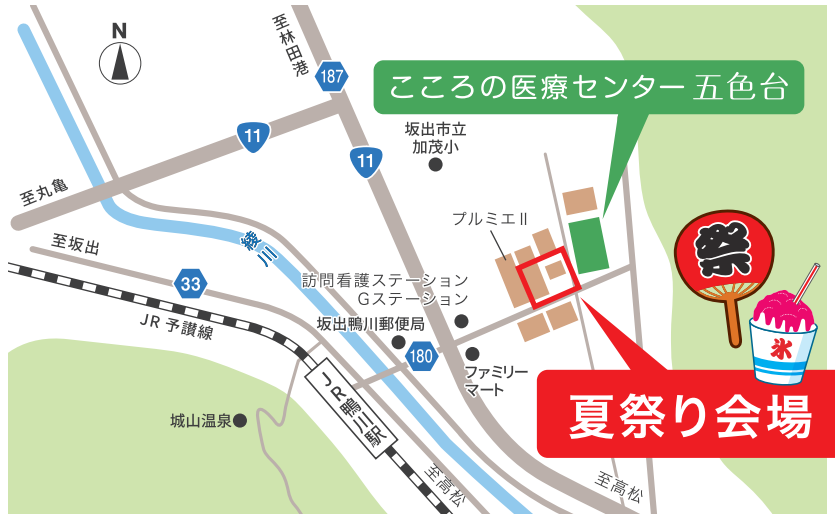 N
至林田港
187
こころの医療センター 五色台
坂出市立
加茂小
11
11
至丸亀
プルミエⅡ
至坂出
綾川
祭
訪問看護ステーション
Gステーション
33
JR予讃線
坂出鴨川郵便局
180
ファミリー
マート
氷
JR鴨川駅
夏祭り会場
城山温泉
至高松
至高松